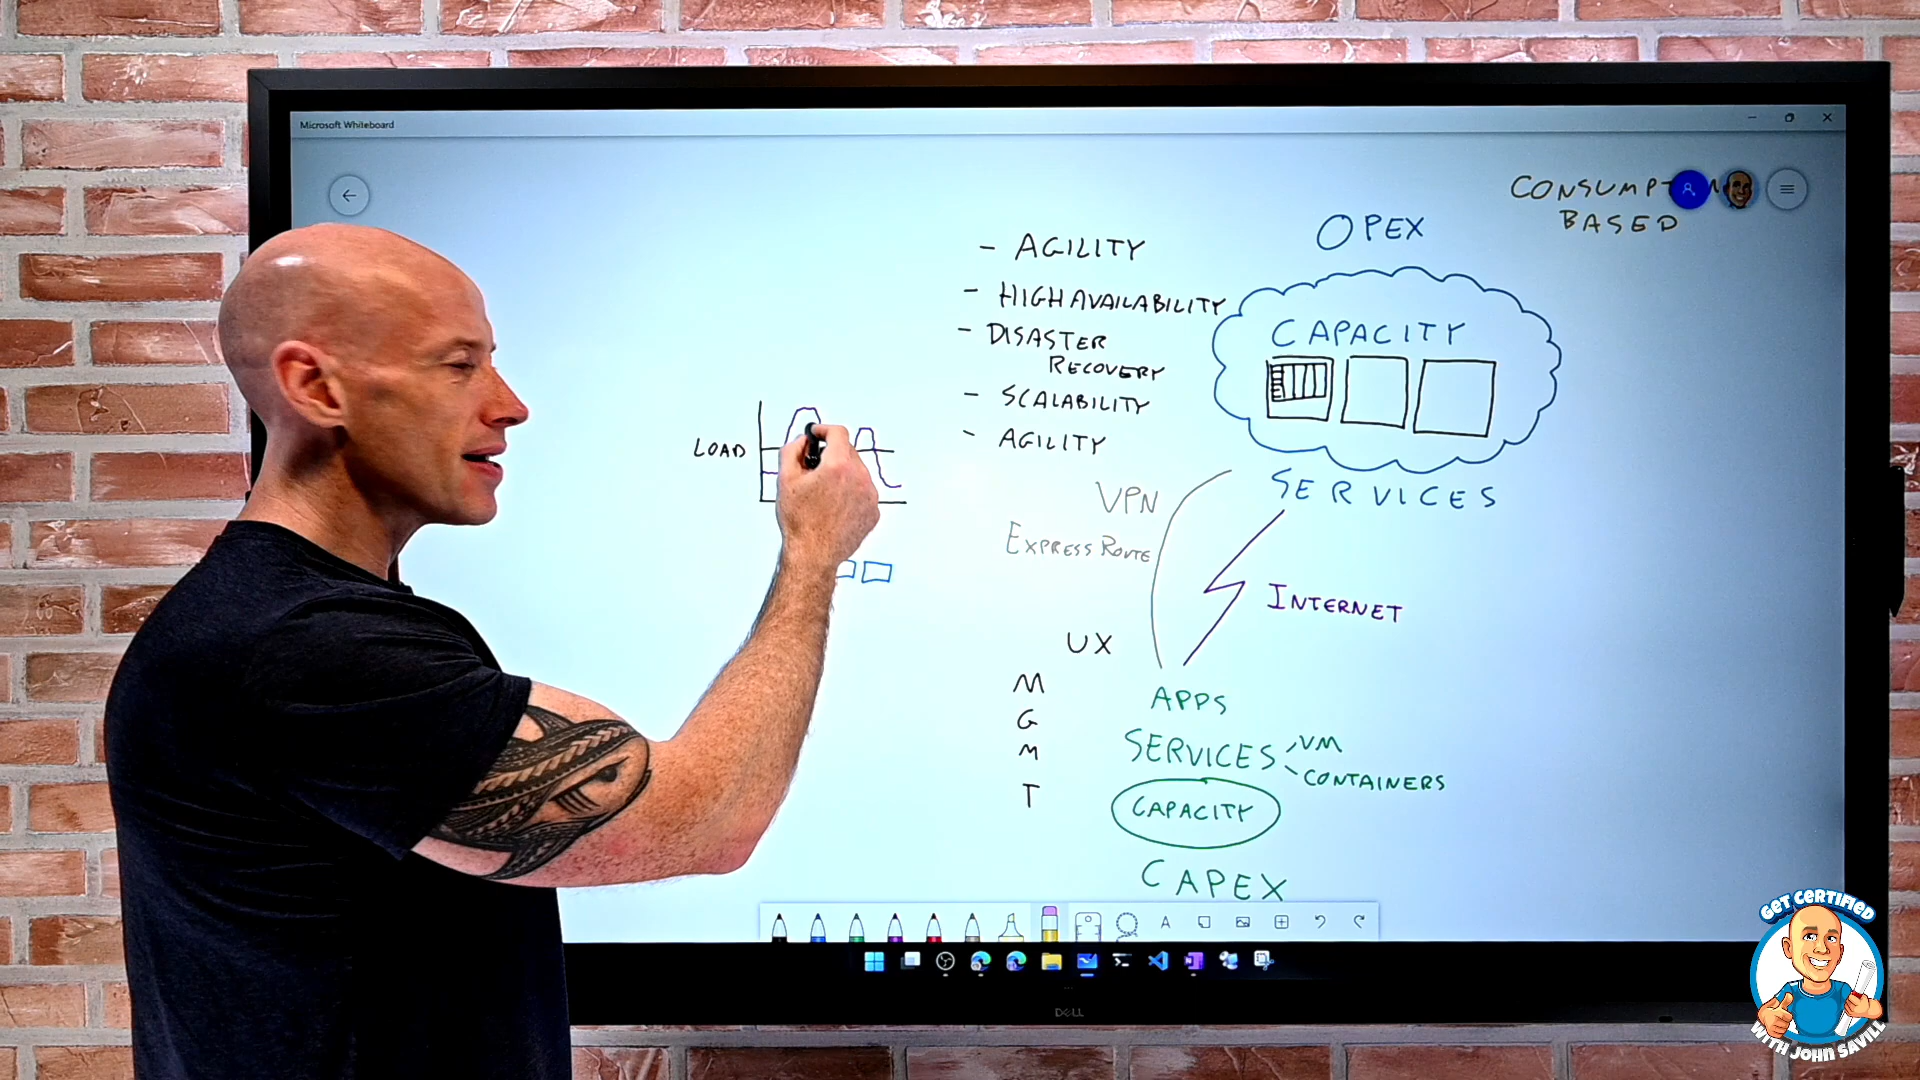 Microsoft Whiteboard
CONSUMPT
BASED
OPEX
- AGILITY
- HIGH AVAILABILITY
- DISASTER
RECOVERY
- SCALABILITY
- AGILITY
CAPACITY
SERVICES
LOAD
VPN
EXPRESS ROUTE
INTERNET
UX
M
G
M
T
APPS
SERVICES
VM
CONTAINERS
CAPACITY
CAPEX
DELL
GET CERTIFIED
WITH JOHN SAVILL